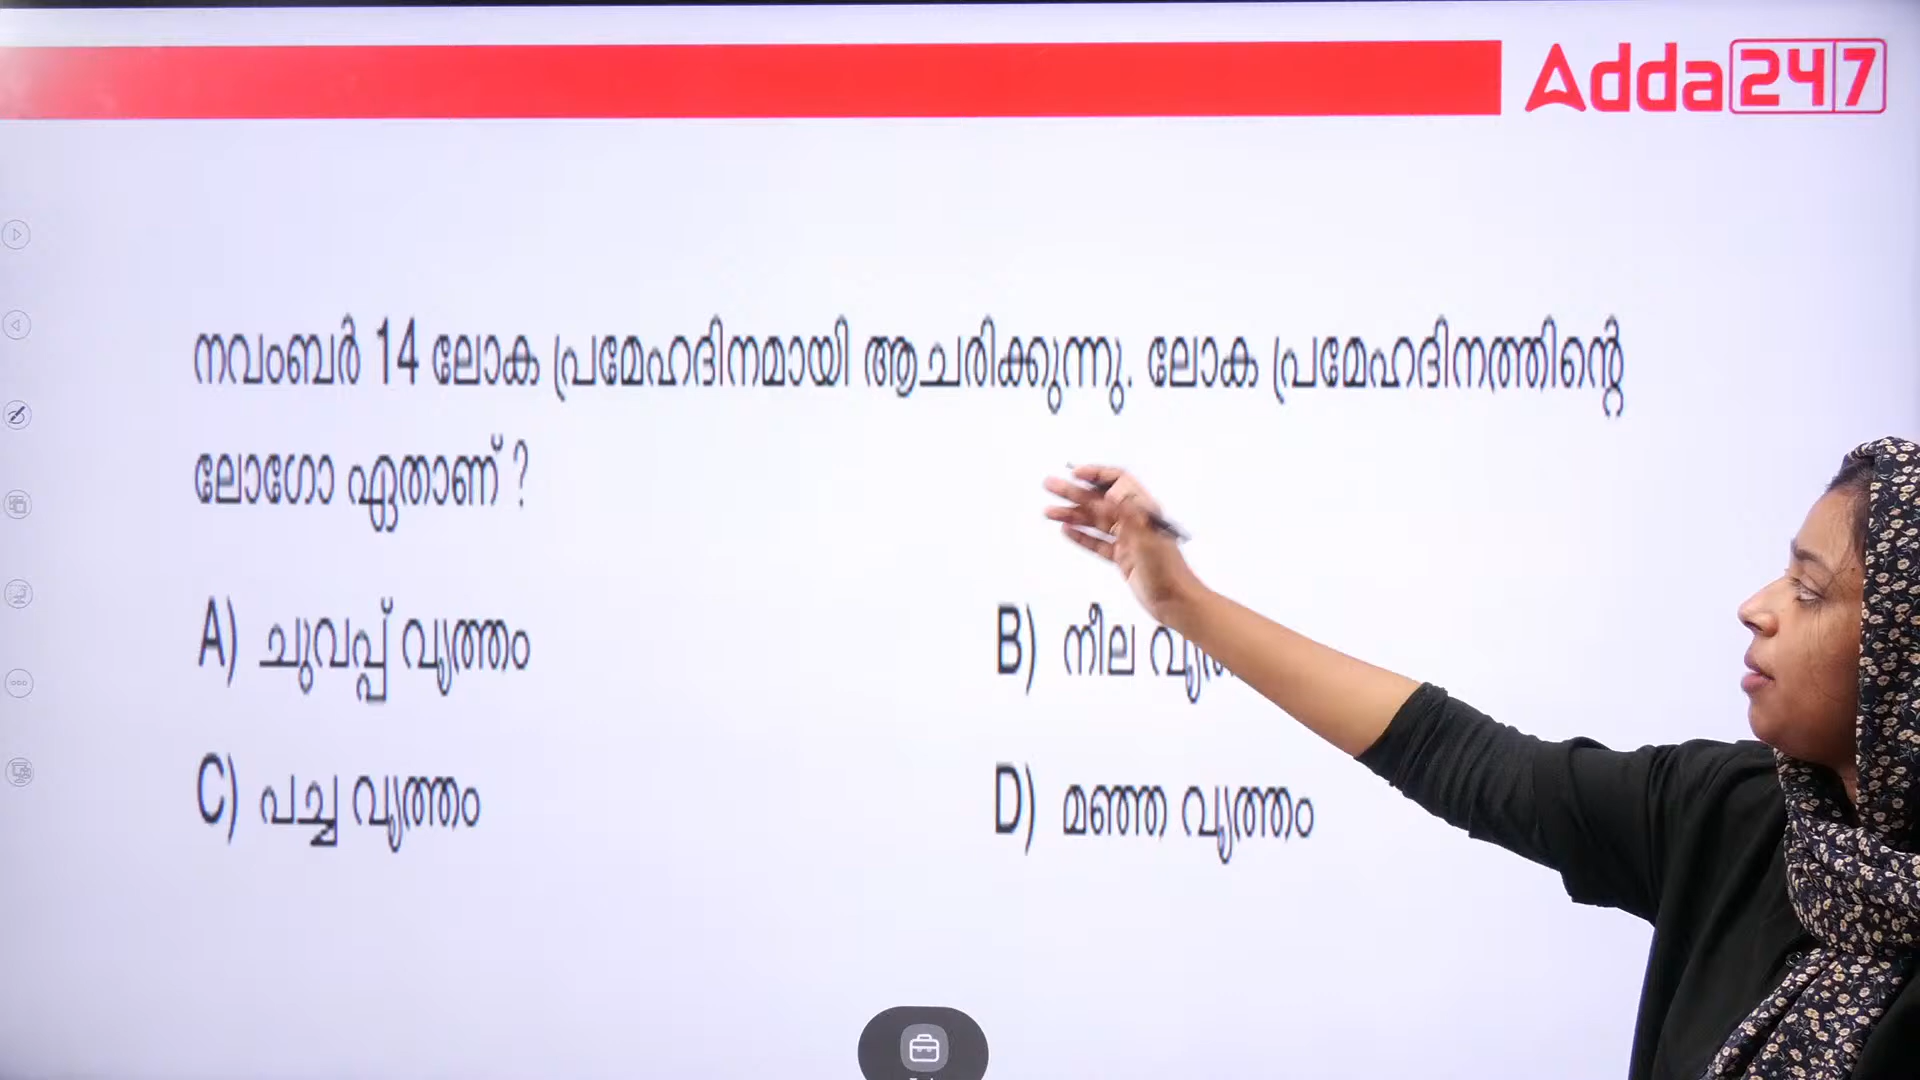 Adda247
നവംബർ 14 ലോക പ്രമേഹദിനമായി ആചരിക്കുന്നു. ലോക പ്രമേഹദിനത്തിന്റെ
ലോഗോ ഏതാണ് ?
A) ചുവപ്പ് വൃത്തം
B) നീല
C) പച്ച വൃത്തം
D) മഞ്ഞ വൃത്തം